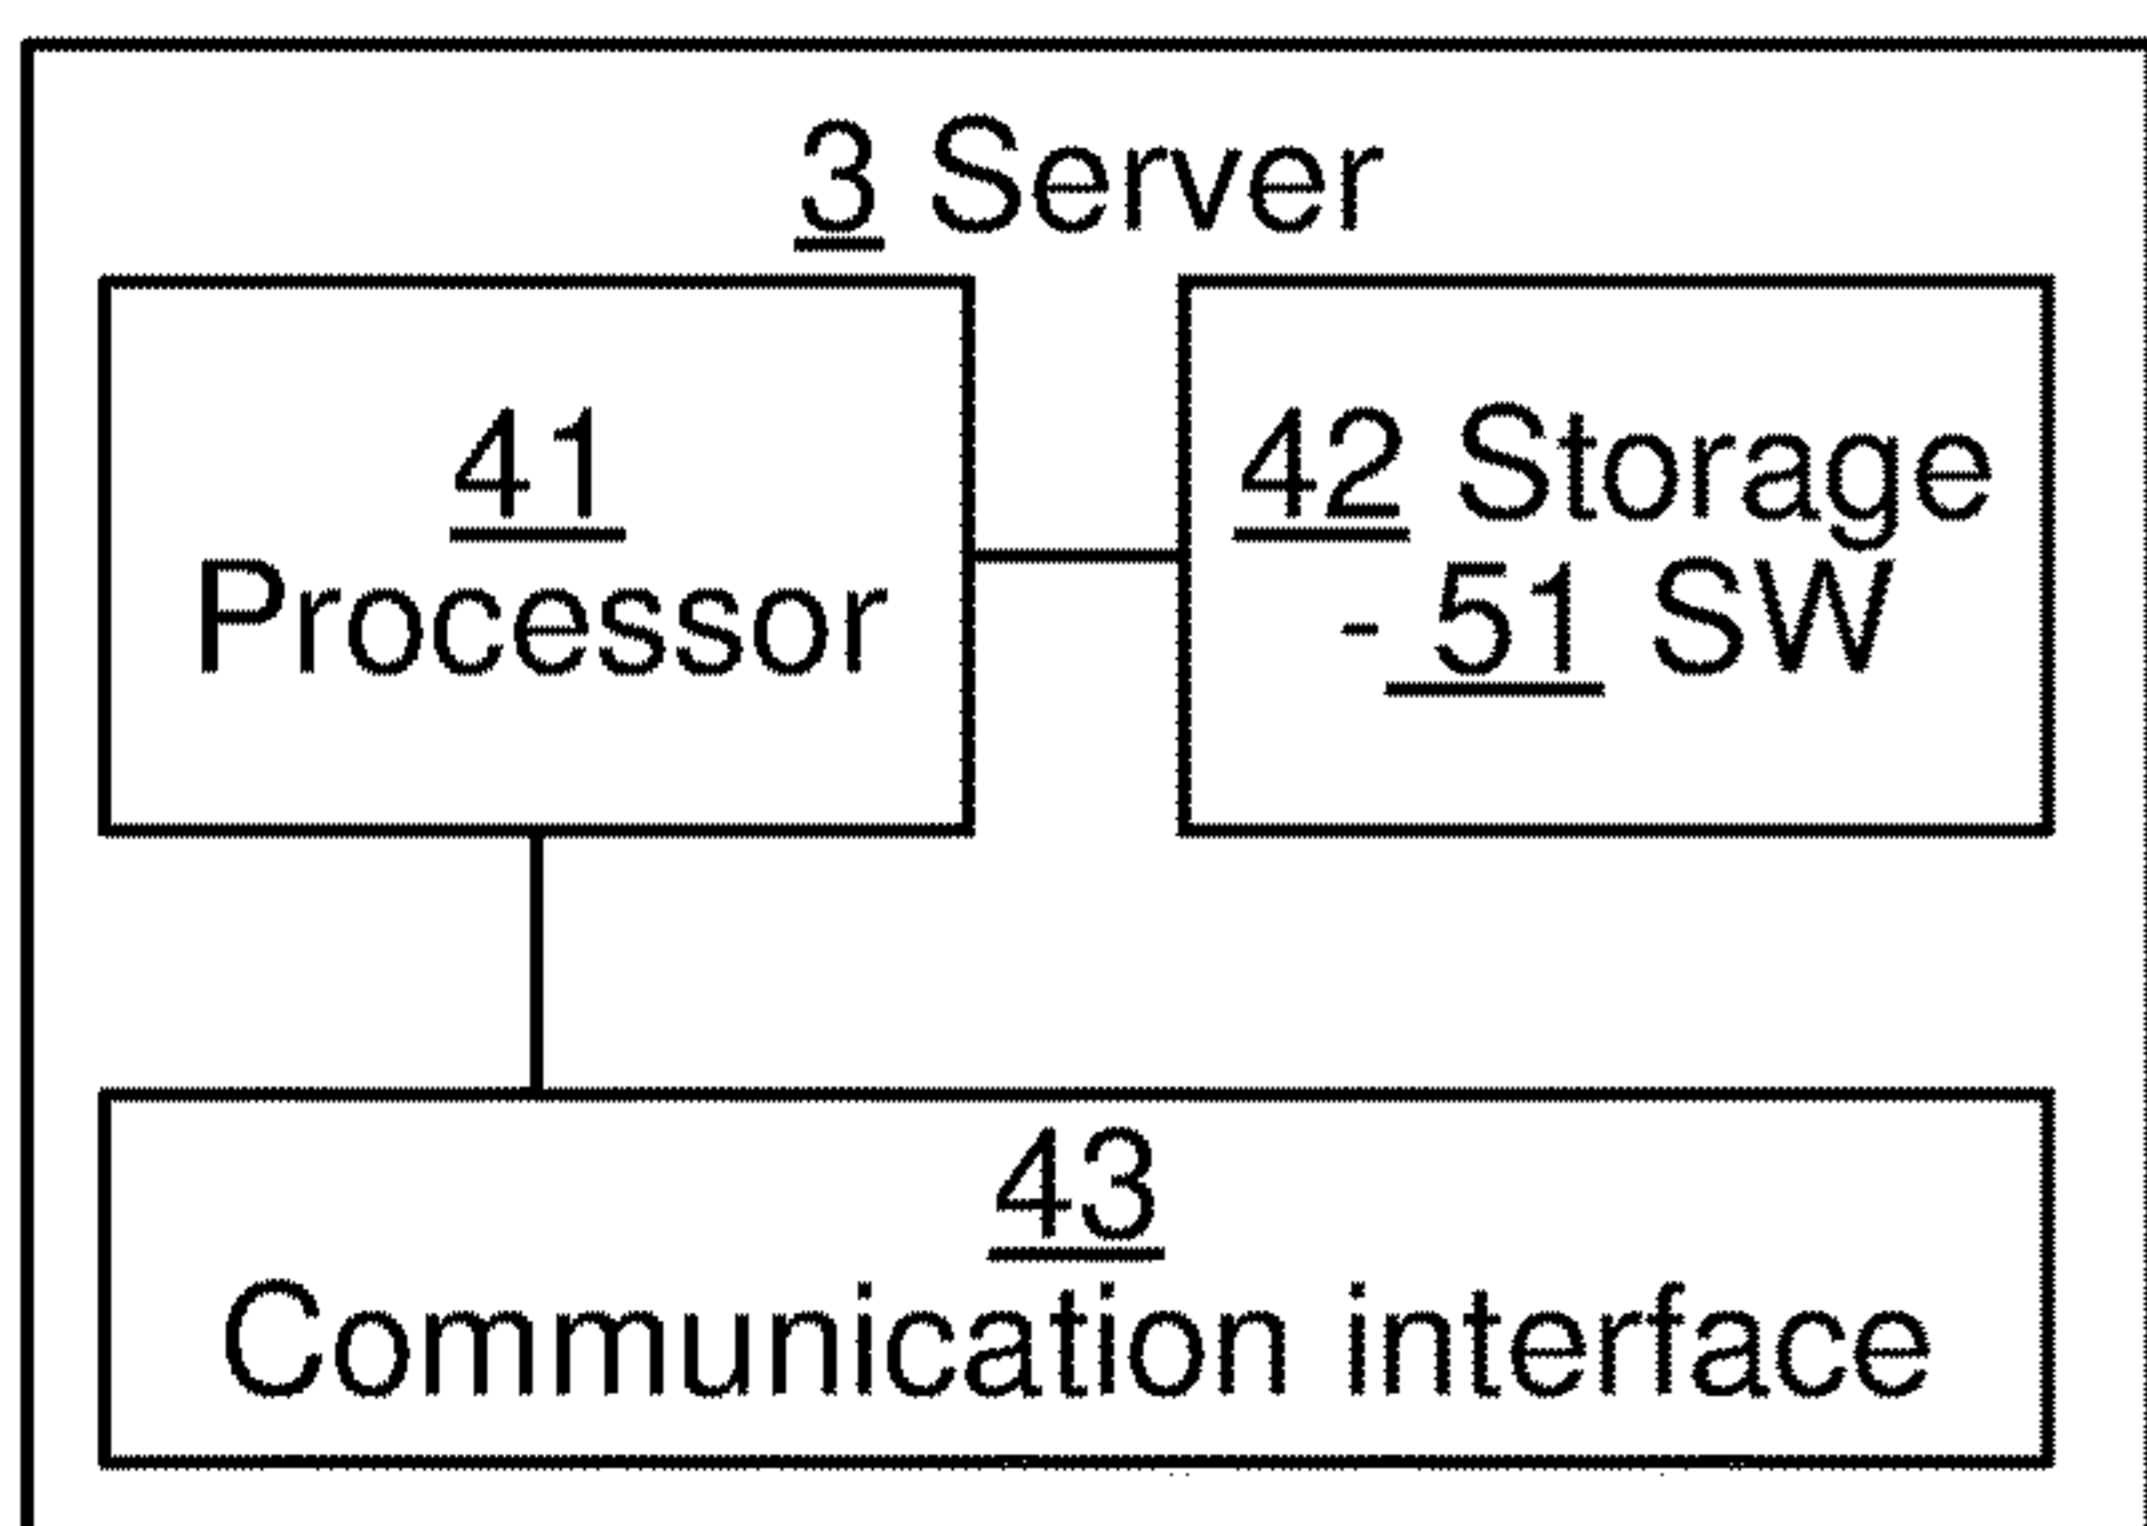 3 Server
41
Processor
42 Storage
- 51 SW
43
Communication interface